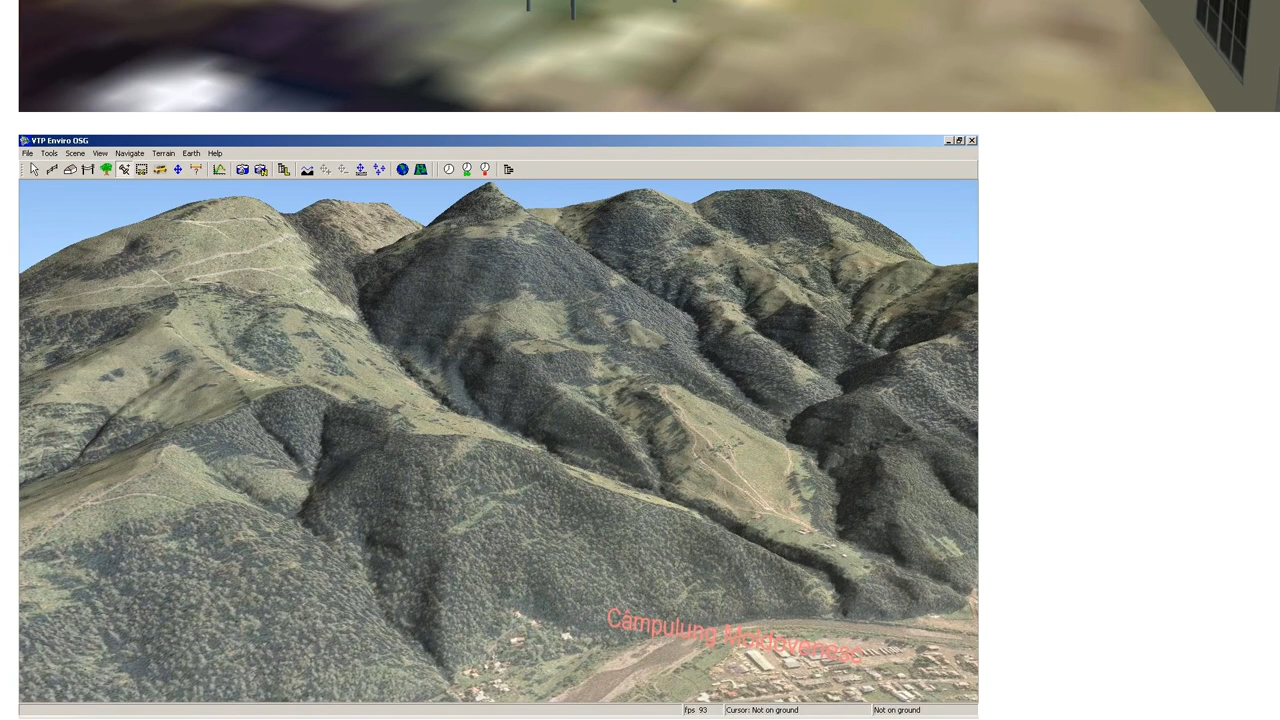 VTP Enviro OSG
File Tools Scene View Navigate Terrain Earth Help
Câmpulung Moldovenesc
fps 93 Cursor: Not on ground Not on ground